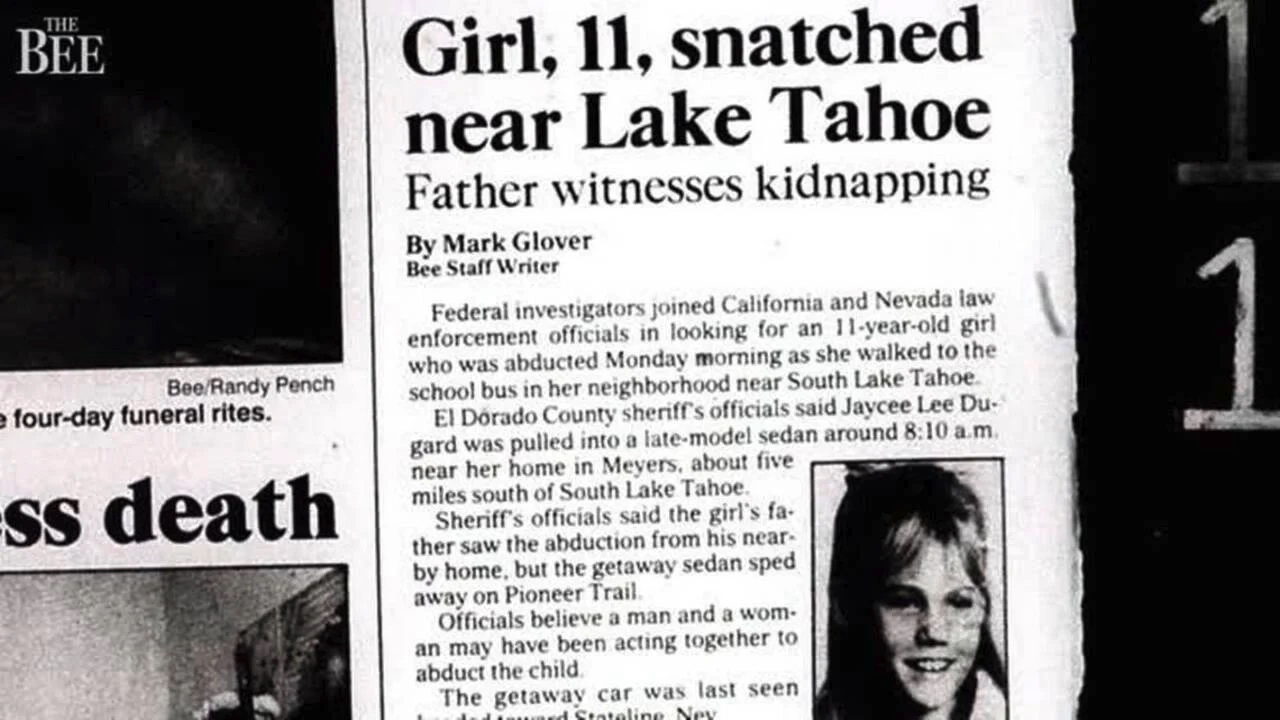 THE
BEE
Girl, 11, snatched
near Lake Tahoe
Father witnesses kidnapping
By Mark Glover
Bee Staff Writer
Federal investigators joined California and Nevada law
enforcement officials in looking for an 11-year-old girl
who was abducted Monday morning as she walked to the
school bus in her neighborhood near South Lake Tahoe.
El Dorado County sheriff's officials said Jaycee Lee Du-
gard was pulled into a late-model sedan around 8:10 a.m.
near her home in Meyers, about five
miles south of South Lake Tahoe.
Sheriff's officials said the girl's fa-
ther saw the abduction from his near-
by home, but the getaway sedan sped
away on Pioneer Trail.
Officials believe a man and a wom-
an may have been acting together to
abduct the child.
The getaway car was last seen
headed toward Stateline, Nev
Bee/Randy Pench
e four-day funeral rites.
ss death
1
1